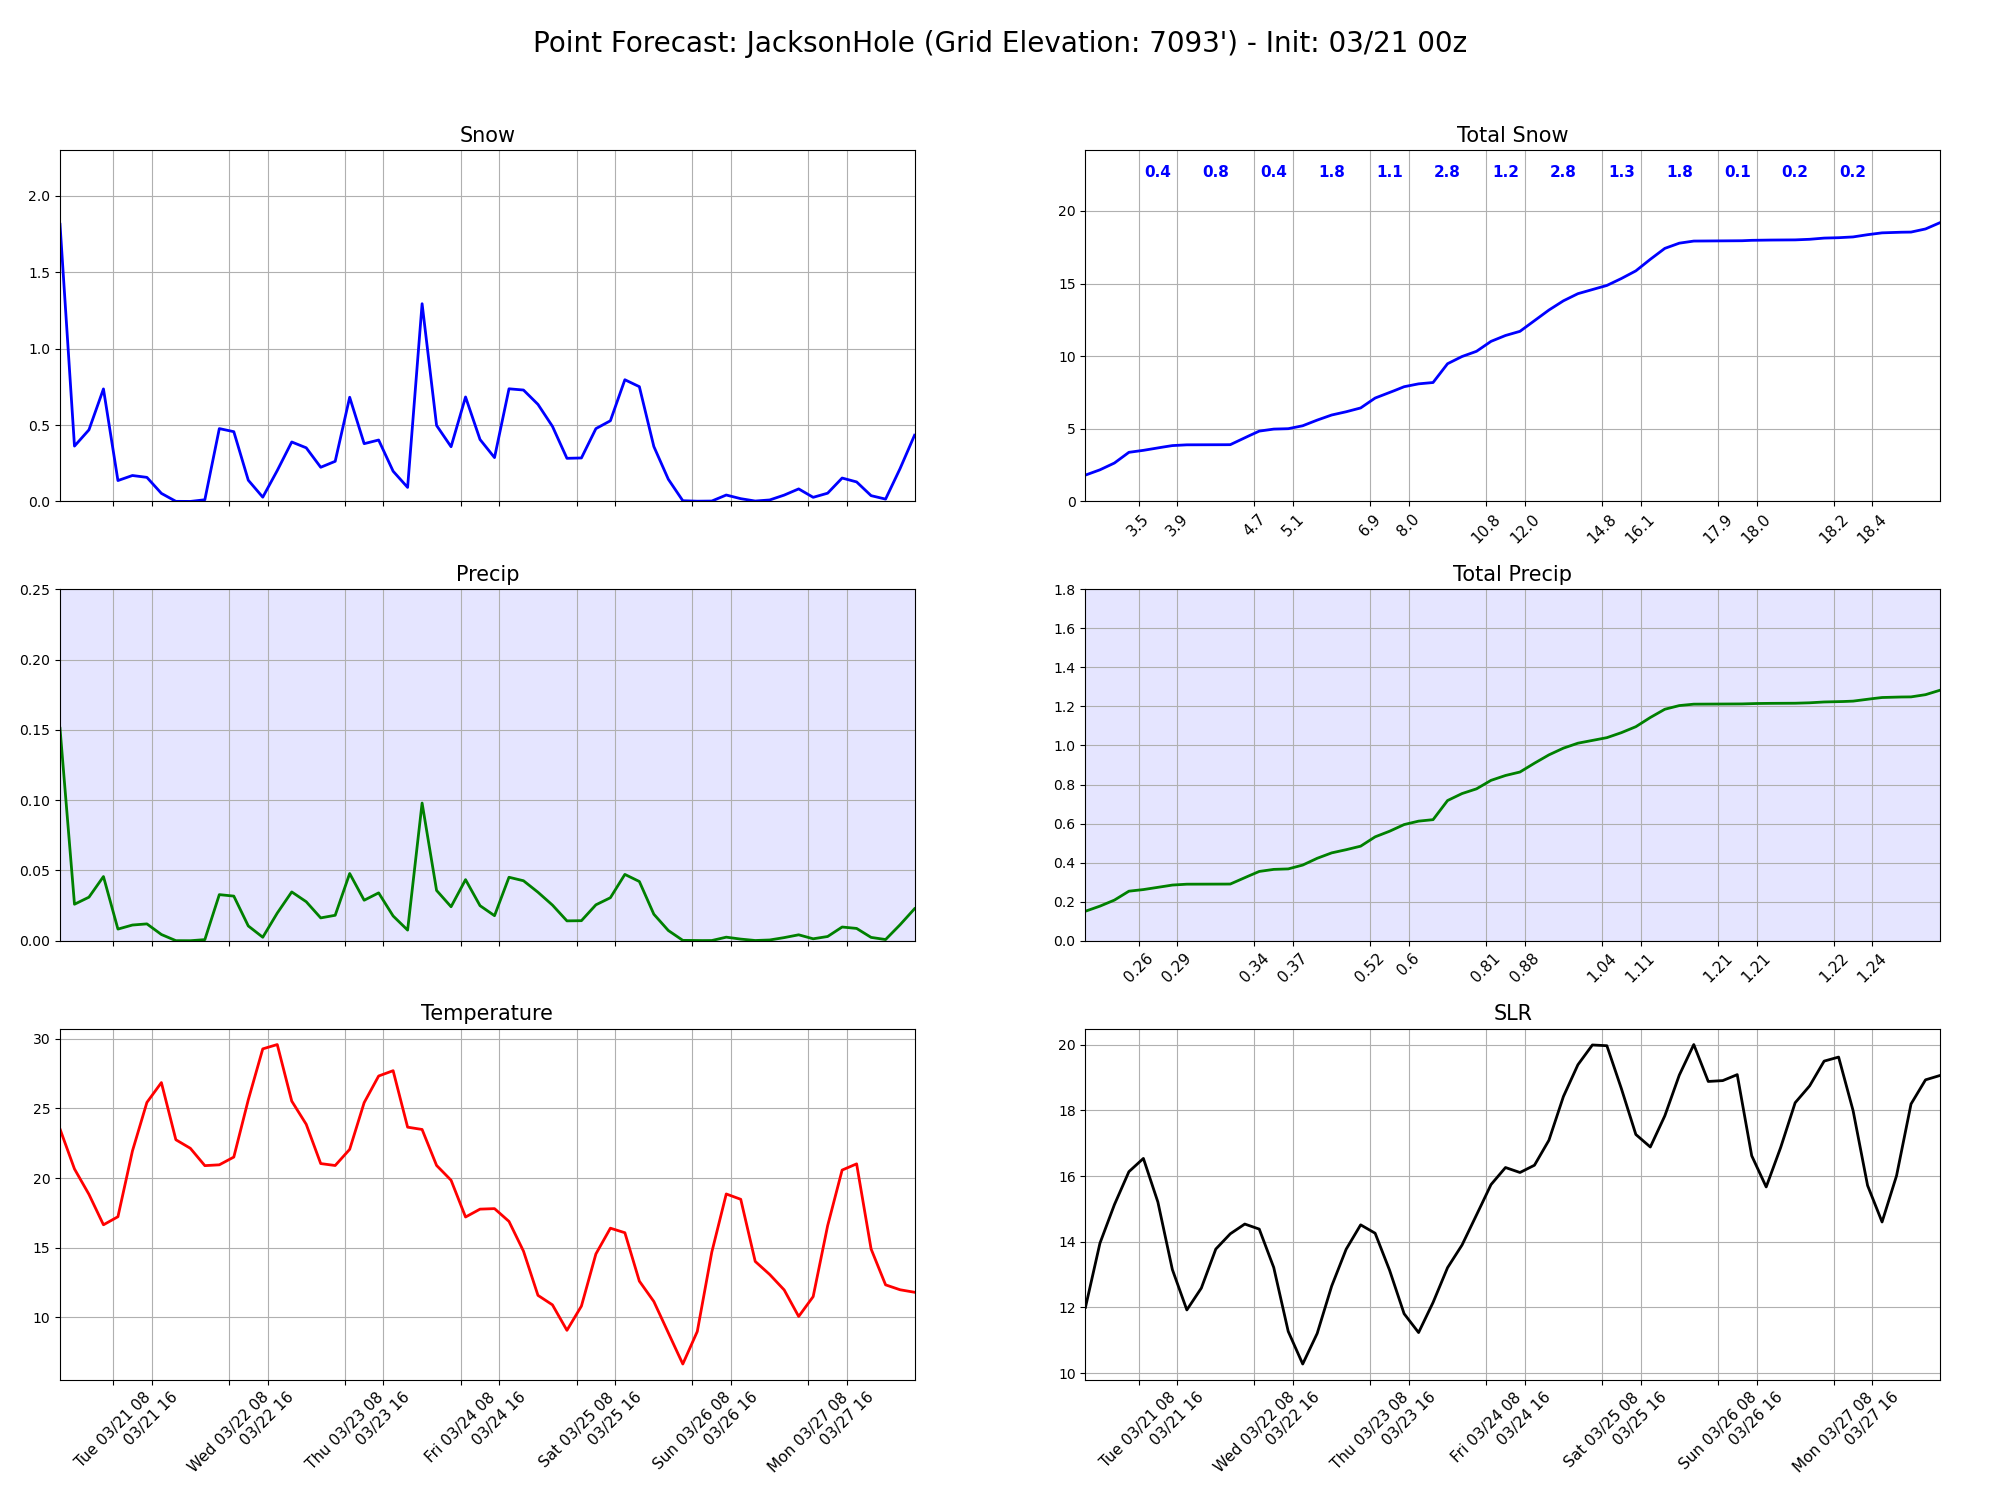 Point Forecast: JacksonHole (Grid Elevation: 7093') - Init: 03/21 00z
Snow
2.0
1.5
1.0
0.5
0.0
Total Snow
0.4 0.8 0.4 1.8 1.1 2.8 1.2 2.8 1.3 1.8 0.1 0.2 0.2
20
15
10
5
0
3.5 3.9 4.7 5.1 6.9 8.0 10.8 12.0 14.8 16.1 17.9 18.0 18.2 18.4
Precip
0.25
0.20
0.15
0.10
0.05
0.00
Total Precip
1.8
1.6
1.4
1.2
1.0
0.8
0.6
0.4
0.2
0.0
0.26 0.29 0.34 0.37 0.52 0.6 0.81 0.88 1.04 1.11 1.21 1.21 1.22 1.24
Temperature
30
25
20
15
10
Tue 03/21 08
03/21 16
Wed 03/22 08
03/22 16
Thu 03/23 08
03/23 16
Fri 03/24 08
03/24 16
Sat 03/25 08
03/25 16
Sun 03/26 08
03/26 16
Mon 03/27 08
03/27 16
SLR
20
18
16
14
12
10
Tue 03/21 08
03/21 16
Wed 03/22 08
03/22 16
Thu 03/23 08
03/23 16
Fri 03/24 08
03/24 16
Sat 03/25 08
03/25 16
Sun 03/26 08
03/26 16
Mon 03/27 08
03/27 16